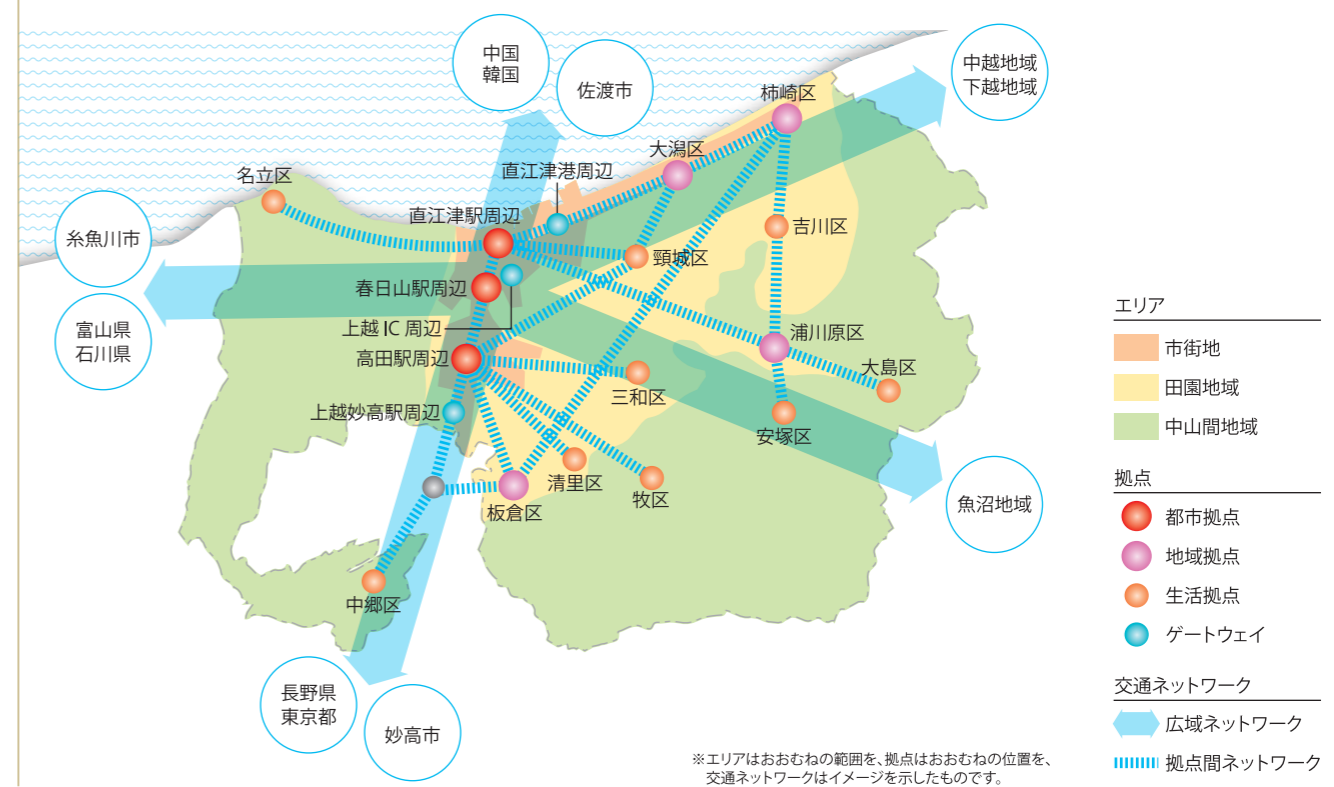 中国
韓国
佐渡市
中越地域
下越地域
柿崎区
大潟区
直江津港周辺
名立区
直江津駅周辺
糸魚川市
吉川区
頸城区
春日山駅周辺
富山県
石川県
上越 IC 周辺
浦川原区
高田駅周辺
大島区
三和区
上越妙高駅周辺
安塚区
清里区
牧区
板倉区
魚沼地域
中郷区
長野県
東京都
妙高市
エリア
市街地
田園地域
中山間地域
拠点
都市拠点
地域拠点
生活拠点
ゲートウェイ
交通ネットワーク
広域ネットワーク
拠点間ネットワーク
※エリアはおおむねの範囲を、拠点はおおむねの位置を、
交通ネットワークはイメージを示したものです。